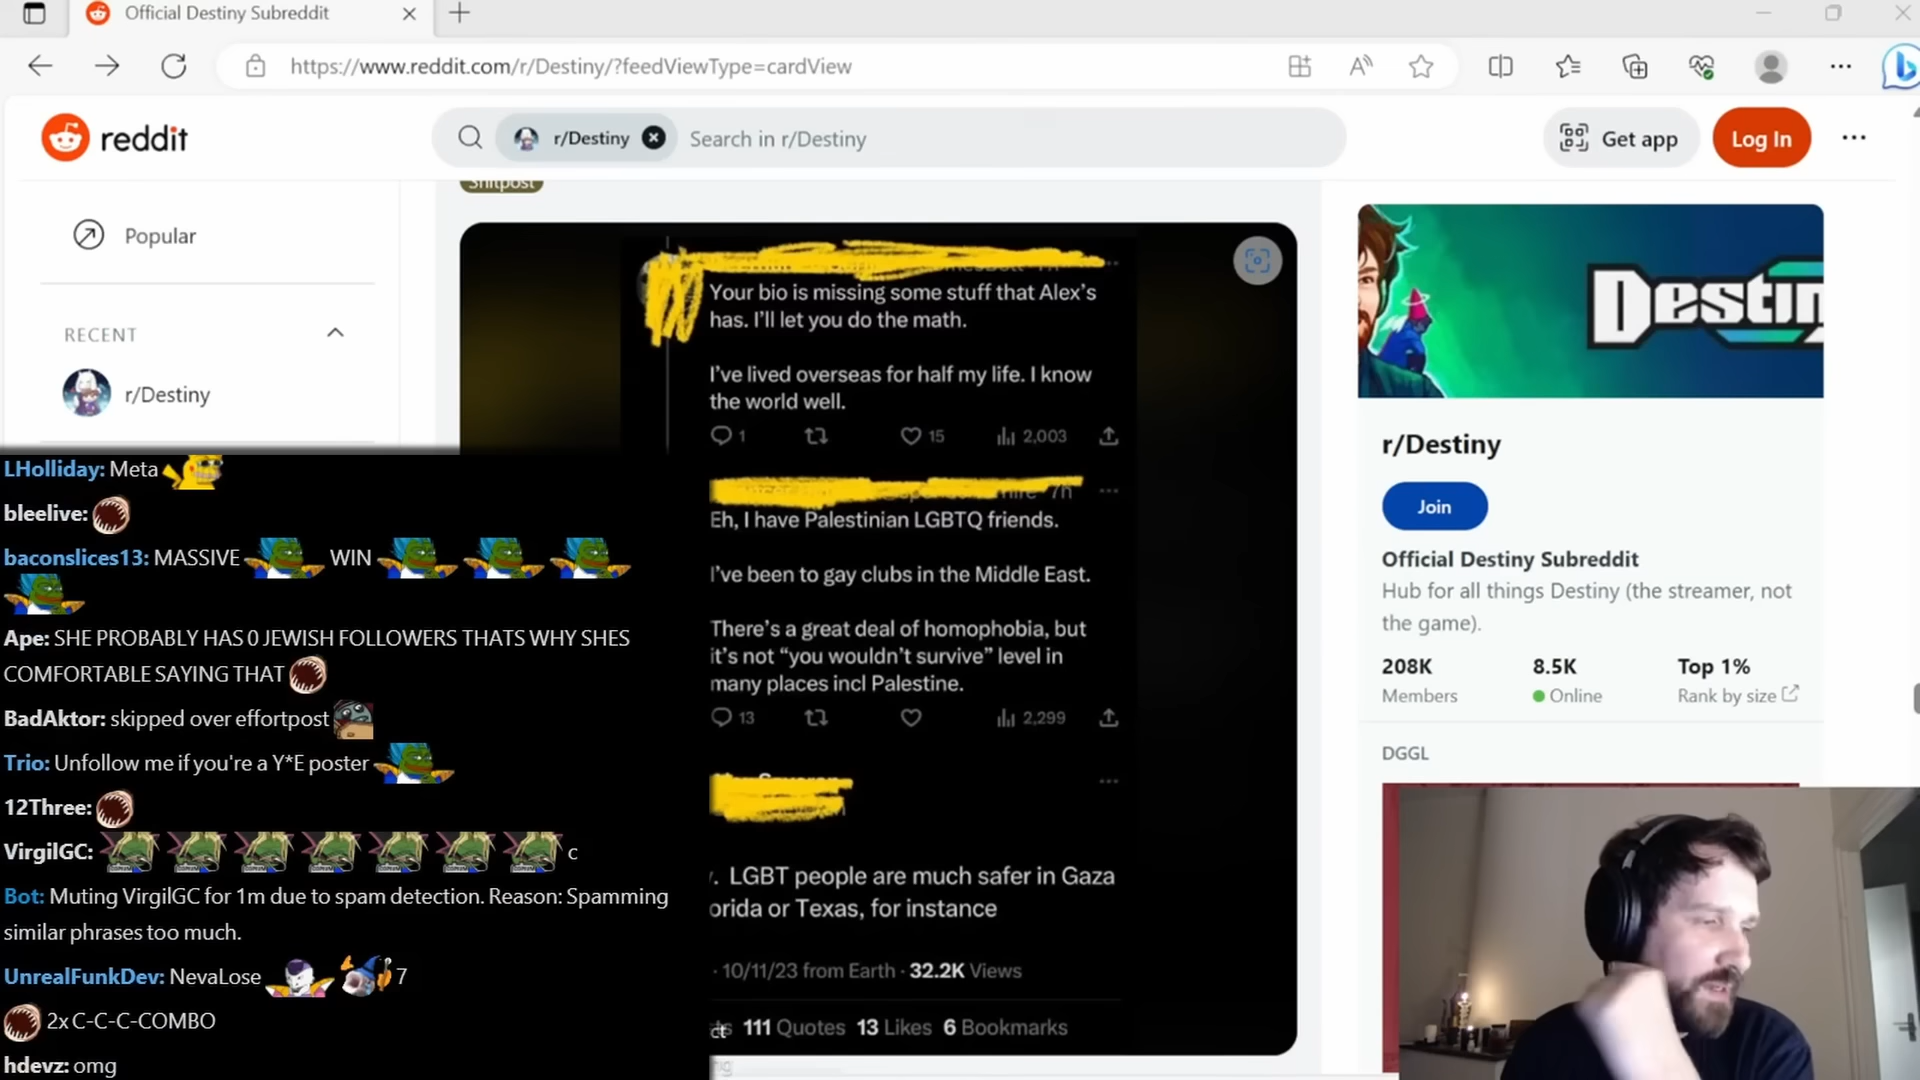 Official Destiny Subreddit
https://www.reddit.com/r/Destiny/?feedViewType=cardView
reddit
r/Destiny
Search in r/Destiny
Get app
Log In
Shitpost
Popular
RECENT
r/Destiny
Your bio is missing some stuff that Alex's
has. I'll let you do the math.
I've lived overseas for half my life. I know
the world well.
1
15
2,003
7h
Eh, I have Palestinian LGBTQ friends.
I've been to gay clubs in the Middle East.
There's a great deal of homophobia, but
it's not "you wouldn't survive" level in
many places incl Palestine.
13
2,299
. LGBT people are much safer in Gaza
orida or Texas, for instance
· 10/11/23 from Earth · 32.2K Views
111 Quotes 13 Likes 6 Bookmarks
LHolliday: Meta
bleelive:
baconslices13: MASSIVE WIN
Ape: SHE PROBABLY HAS 0 JEWISH FOLLOWERS THATS WHY SHES
COMFORTABLE SAYING THAT
BadAktor: skipped over effortpost
Trio: Unfollow me if you're a Y*E poster
12Three:
VirgilGC: c
Bot: Muting VirgilGC for 1m due to spam detection. Reason: Spamming
similar phrases too much.
UnrealFunkDev: NevaLose 7
2x C-C-C-COMBO
hdevz: omg
Destin
r/Destiny
Join
Official Destiny Subreddit
Hub for all things Destiny (the streamer, not
the game).
208K
8.5K
Top 1%
Members
Online
Rank by size
DGGL